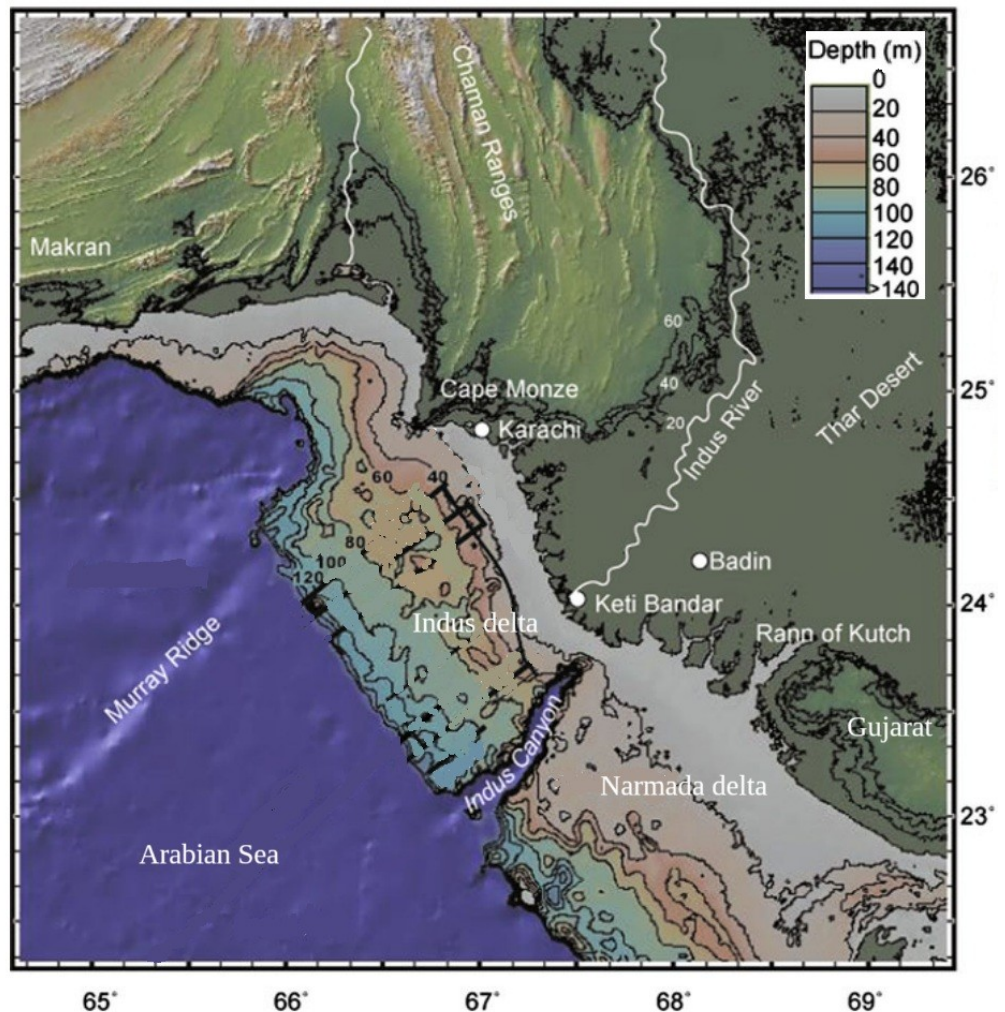 Depth (m)
0
20
40
60
80
100
120
140
>140
Chaman Ranges
26°
Makran
60
40
20
25°
Cape Monze
Karachi
Indus River
Thar Desert
60
40
80
100
120
Badin
Keti Bandar
24°
Indus delta
Rann of Kutch
Murray Ridge
Gujarat
Indus Canyon
Narmada delta
23°
Arabian Sea
65°
66°
67°
68°
69°